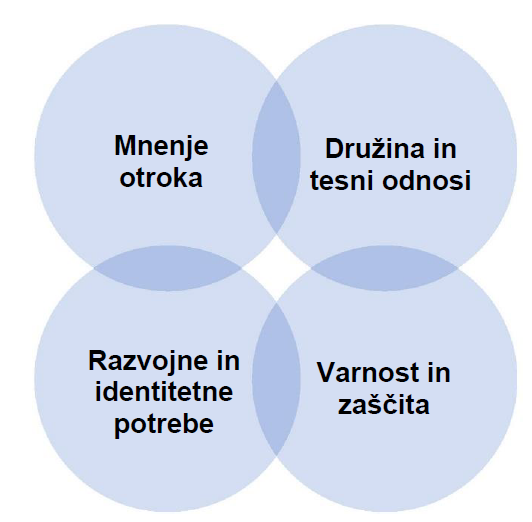 Mnenje
otroka
Družina in
tesni odnosi
Razvojne in
identitetne
potrebe
Varnost in
zaščita